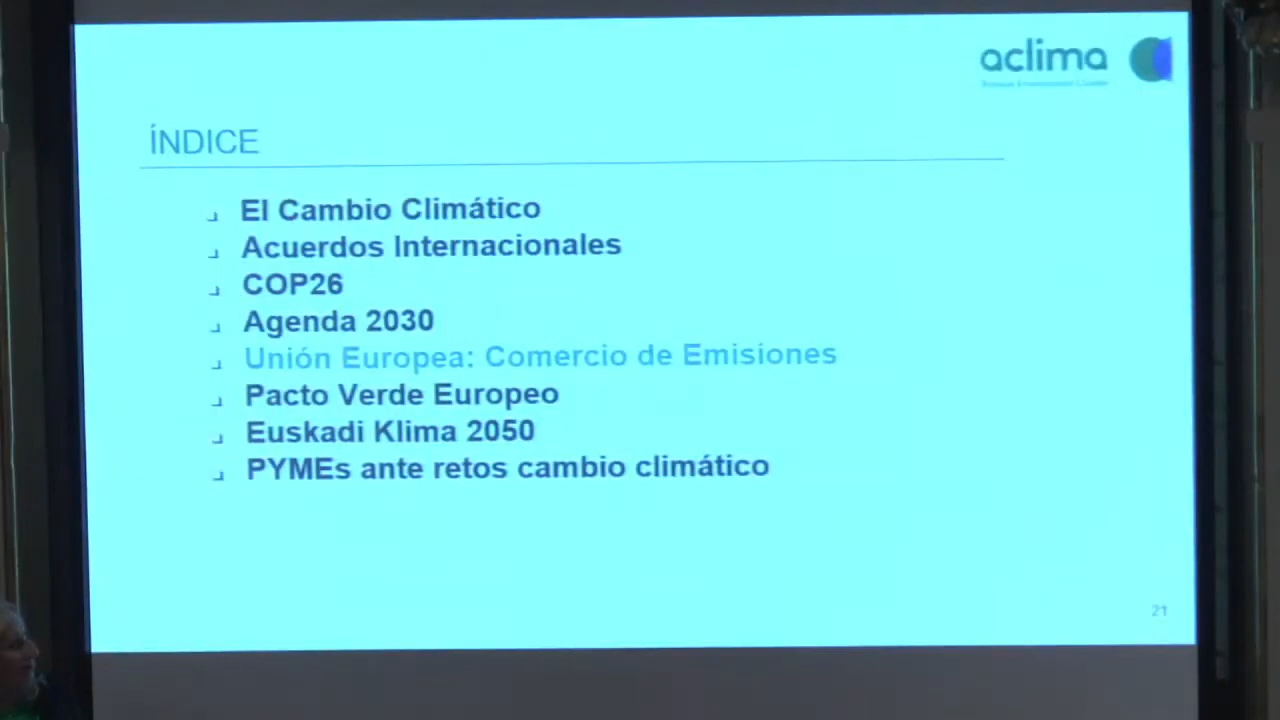 aclima
ÍNDICE
El Cambio Climático
Acuerdos Internacionales
COP26
Agenda 2030
Unión Europea: Comercio de Emisiones
Pacto Verde Europeo
Euskadi Klima 2050
PYMEs ante retos cambio climático
21